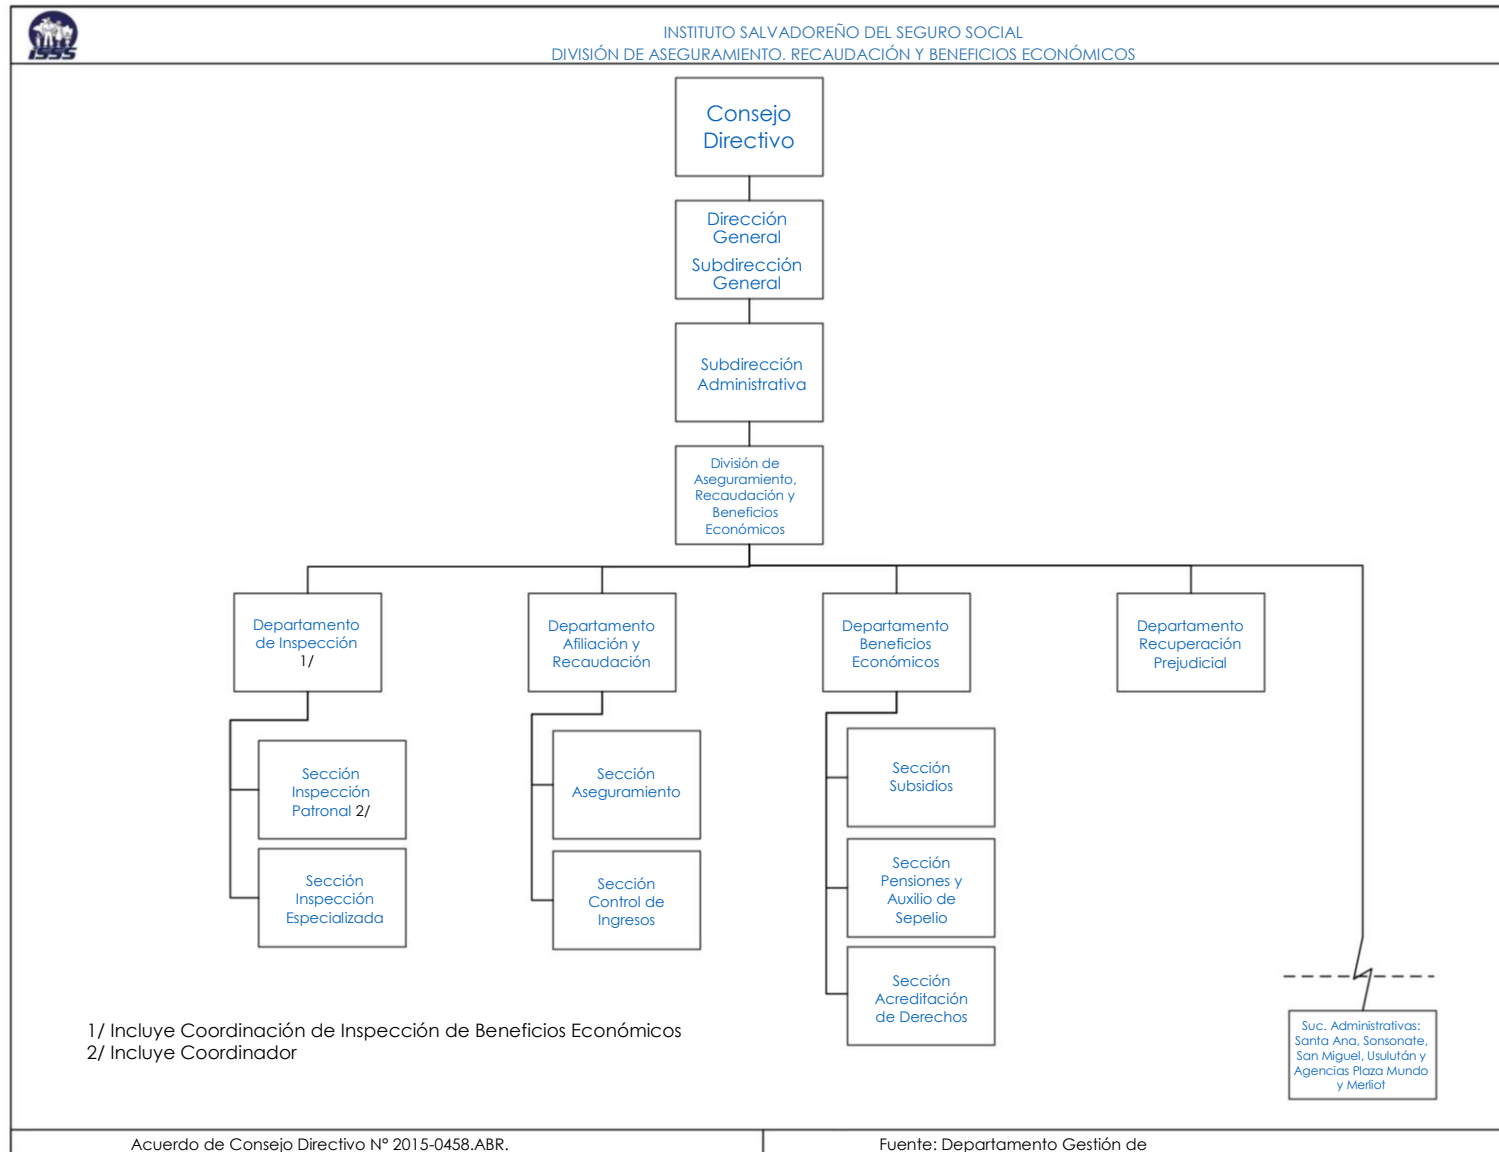 ISSS
INSTITUTO SALVADOREÑO DEL SEGURO SOCIAL
DIVISIÓN DE ASEGURAMIENTO. RECAUDACIÓN Y BENEFICIOS ECONÓMICOS
Consejo
Directivo
Dirección
General
Subdirección
General
Subdirección
Administrativa
División de
Aseguramiento,
Recaudación y
Beneficios
Económicos
Departamento
de Inspección
1/
Departamento
Afiliación y
Recaudación
Departamento
Beneficios
Económicos
Departamento
Recuperación
Prejudicial
Sección
Inspección
Patronal 2/
Sección
Inspección
Especializada
Sección
Aseguramiento
Sección
Control de
Ingresos
Sección
Subsidios
Sección
Pensiones y
Auxilio de
Sepelio
Sección
Acreditación
de Derechos
Suc. Administrativas:
Santa Ana, Sonsonate,
San Miguel, Usulután y
Agencias Plaza Mundo
y Merliot
1/ Incluye Coordinación de Inspección de Beneficios Económicos
2/ Incluye Coordinador
Acuerdo de Consejo Directivo N° 2015-0458.ABR.
Fuente: Departamento Gestión de